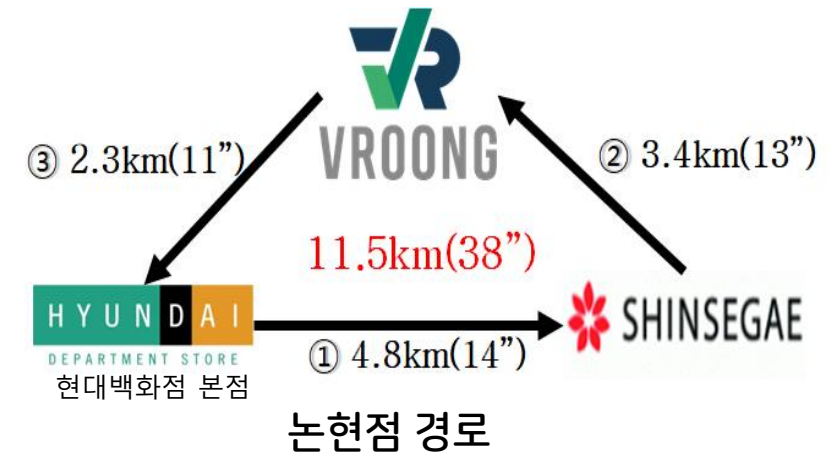 VR
VROONG
③ 2.3km(11”)
② 3.4km(13”)
11.5km(38”)
HYUNDAI
DEPARTMENT STORE
현대백화점 본점
SHINSEGAE
① 4.8km(14”)
논현점 경로